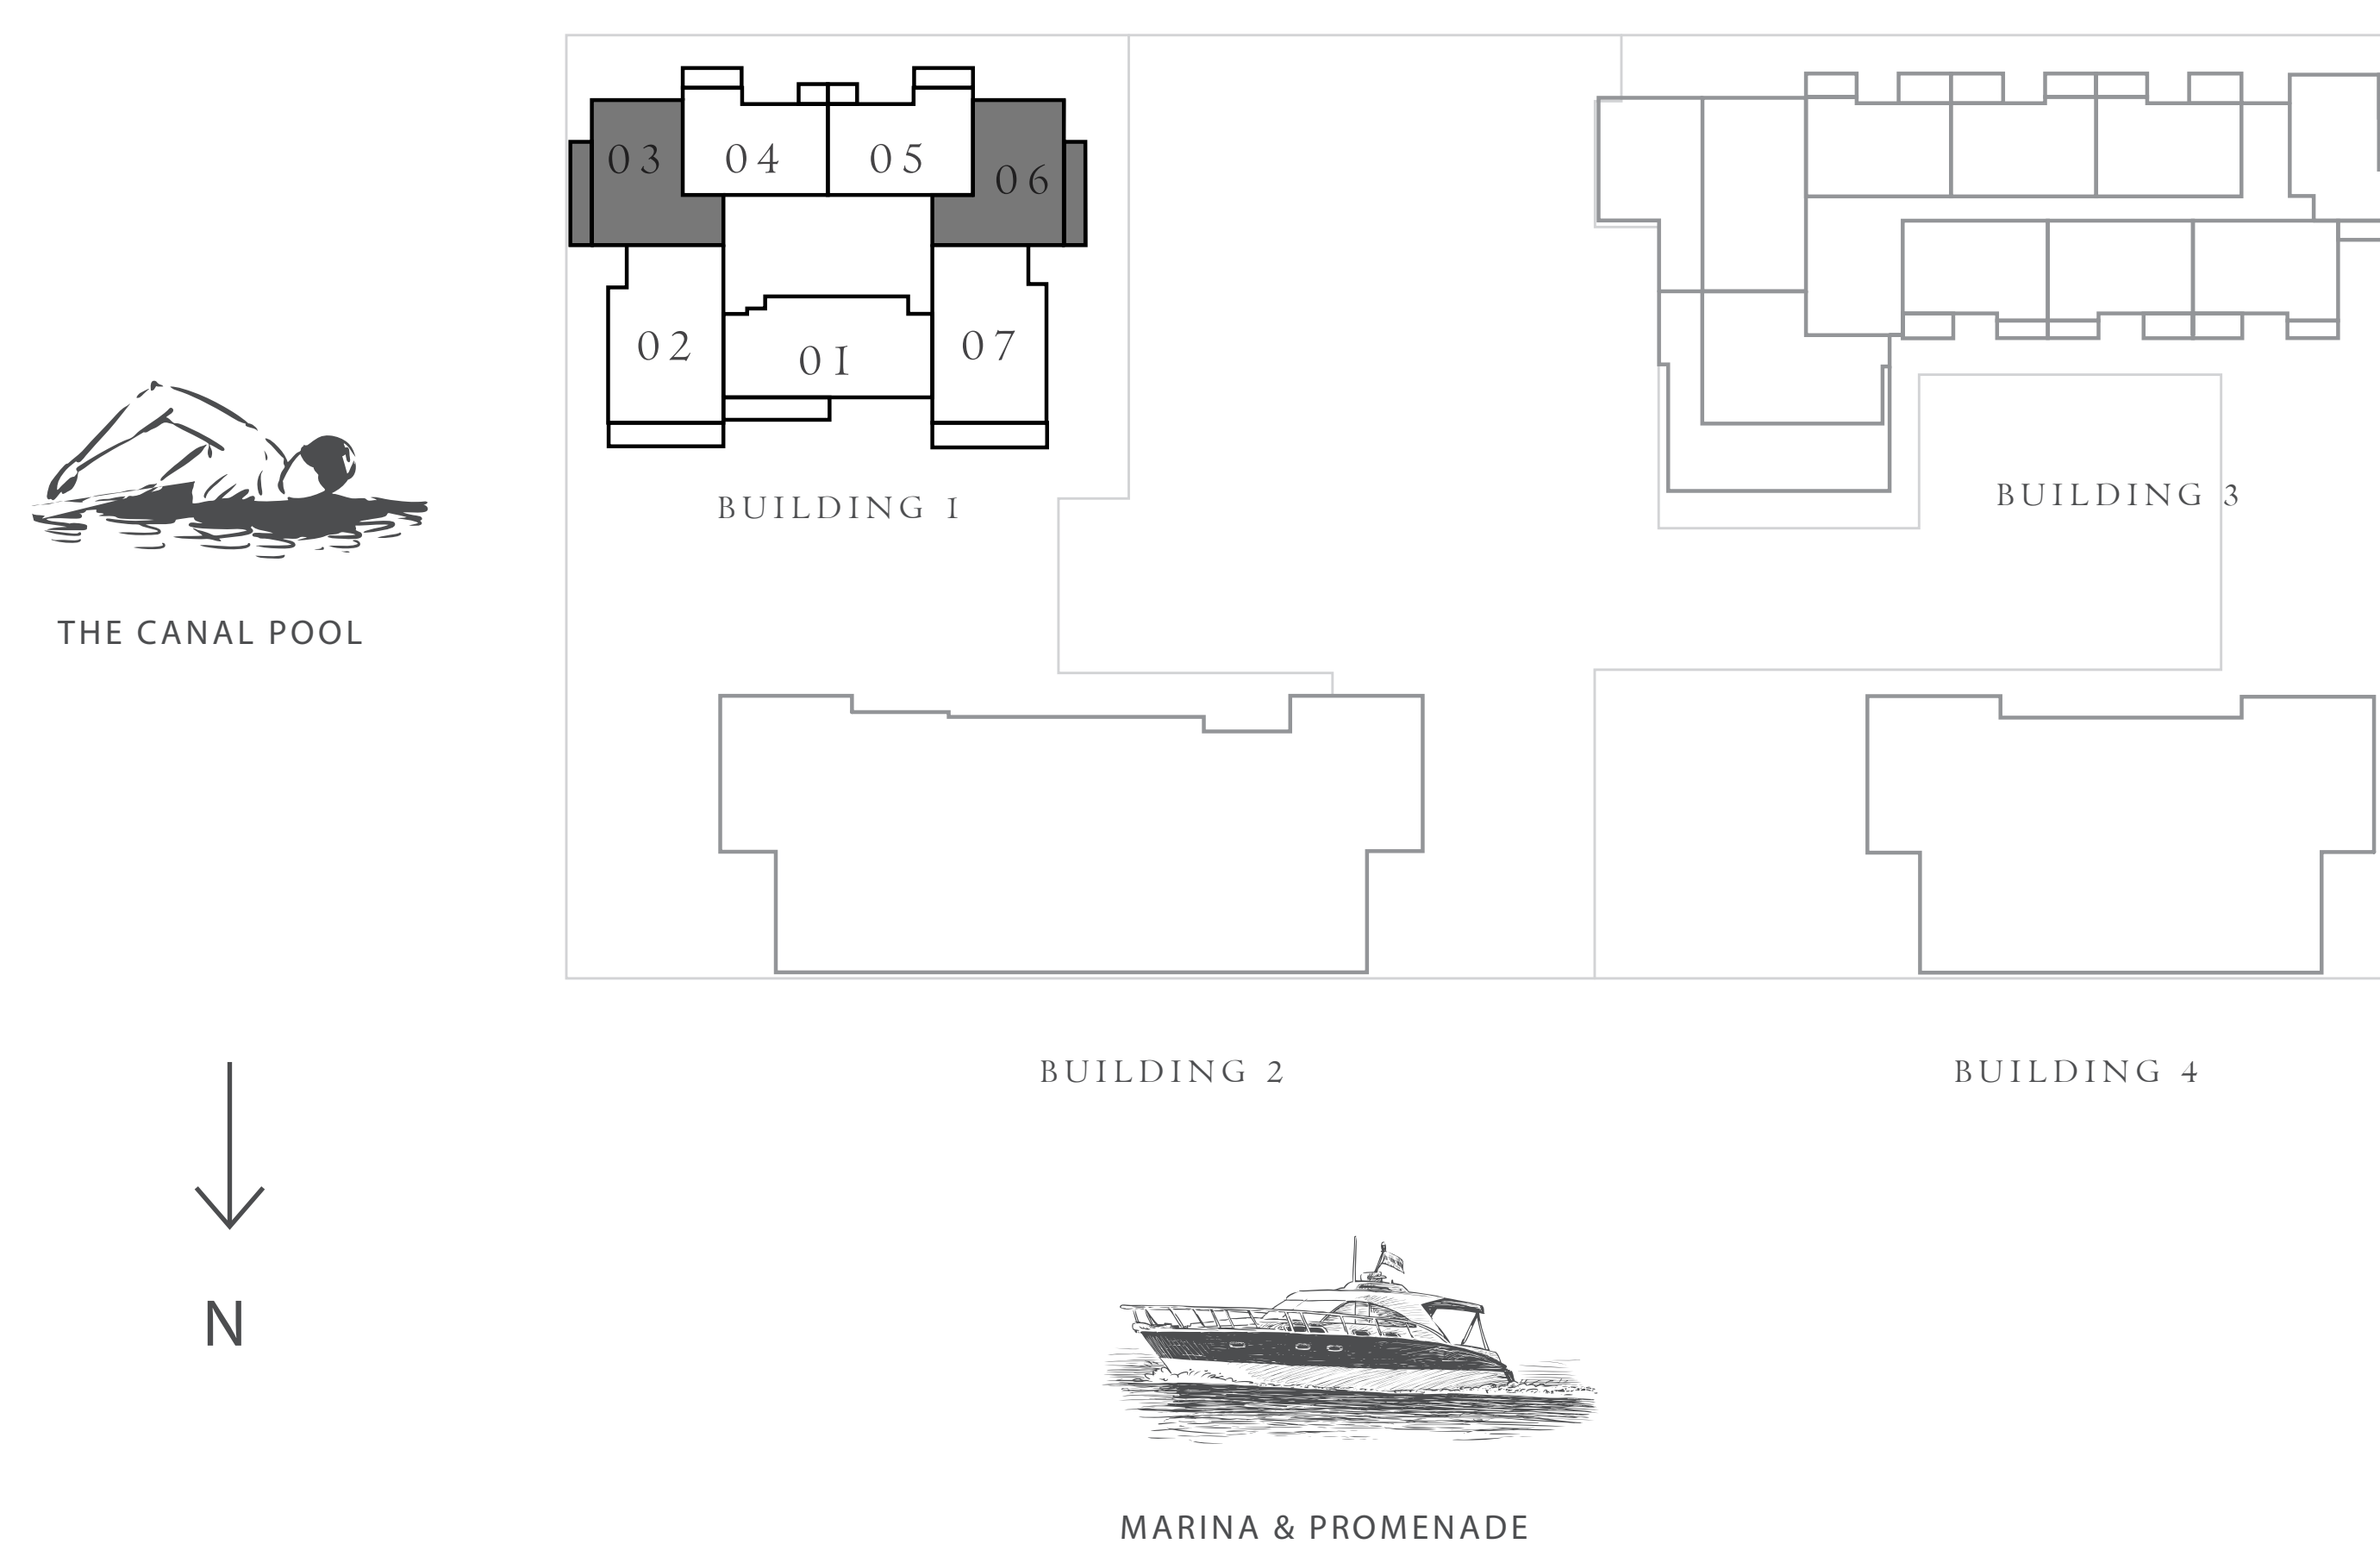 03
04
05
06
02
01
07
BUILDING 1
BUILDING 3
THE CANAL POOL
BUILDING 2
BUILDING 4
N
MARINA & PROMENADE